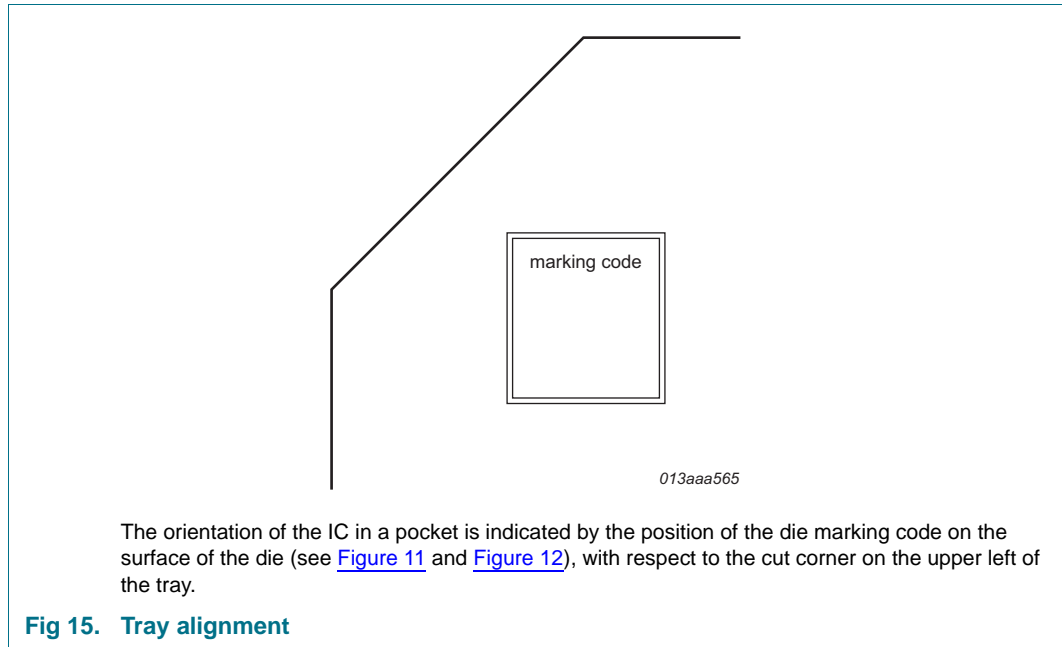 marking code
013aaa565
The orientation of the IC in a pocket is indicated by the position of the die marking code on the
surface of the die (see Figure 11 and Figure 12), with respect to the cut corner on the upper left of
the tray.
Fig 15. Tray alignment